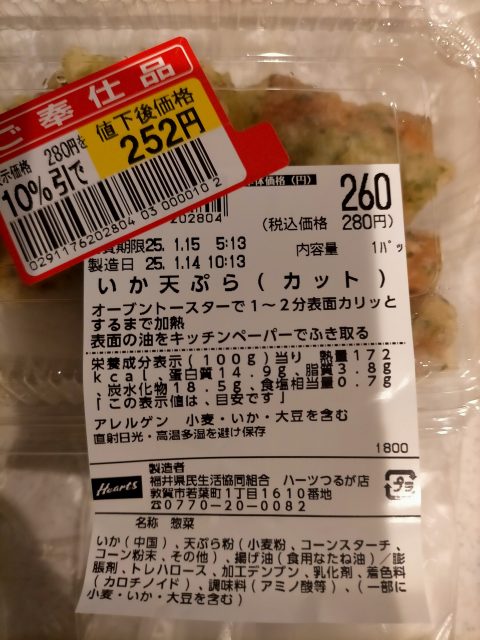 ご奉仕品
示価格 280円を
10%引で
値下後価格
252円
0291176202804 03 0000102
体価格(円)
260
202804
(税込価格 280円)
費期限25. 1.15 5:13
内容量 1パッ
製造日 25. 1.14 10:13
いか天ぷら(カット)
オーブントースターで1~2分表面カリッと
するまで加熱
表面の油をキッチンペーパーでふき取る
栄養成分表示(100g)当り、熱量172
kcal、蛋白質14.9g、脂質3.8g
、炭水化物18.5g、食塩相当量0.7g
「この表示値は、目安です」
アレルゲン 小麦・いか・大豆を含む
直射日光・高温多湿を避け保存
1800
製造者
Hearts
福井県民生活協同組合 ハーツつるが店
敦賀市若葉町1丁目1610番地
☎0770-20-0082
プラ
名称 惣菜
いか(中国)、天ぷら粉(小麦粉、コーンスターチ、
コーン粉末、その他)、揚げ油(食用なたね油)/膨
脹剤、トレハロース、加工デンプン、乳化剤、着色料
(カロチノイド)、調味料(アミノ酸等)、(一部に
小麦・いか・大豆を含む)